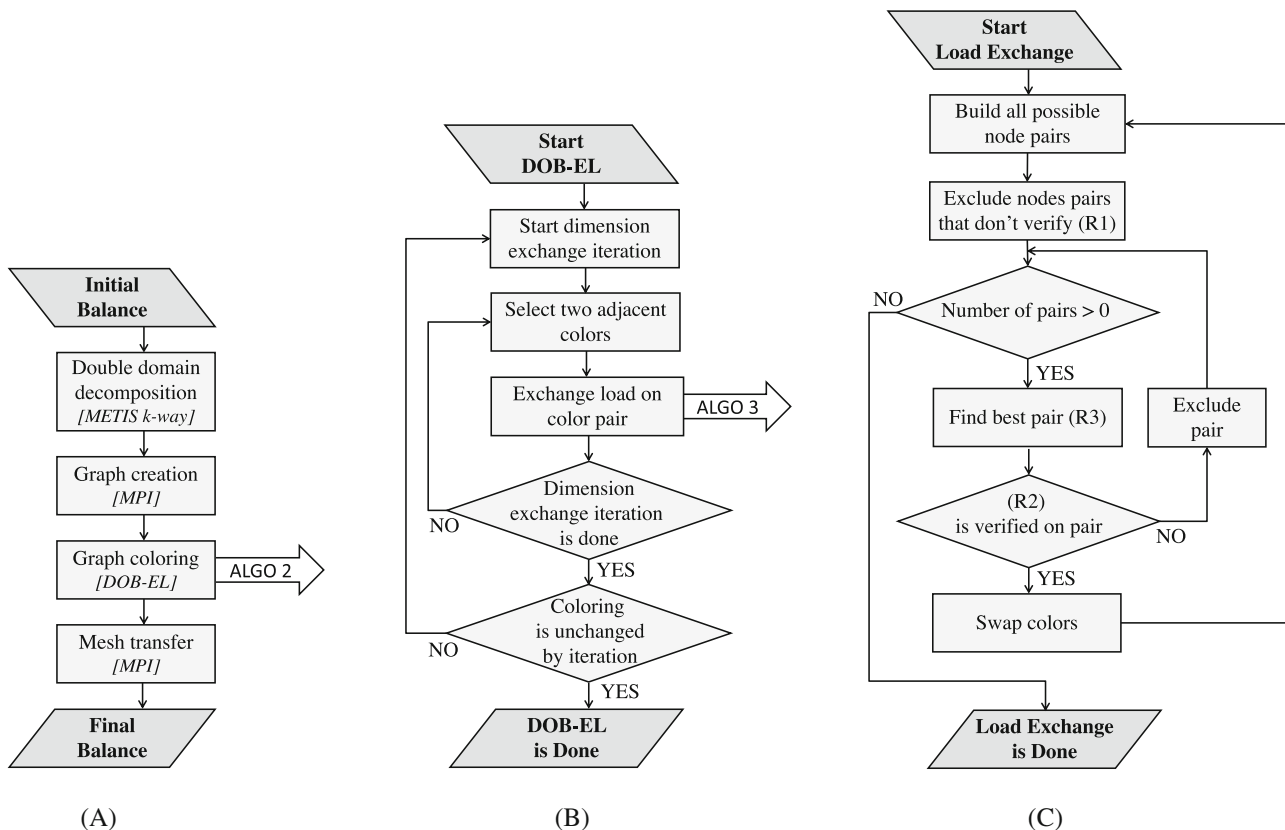 Initial
Balance
Double domain
decomposition
[METIS k-way]
Graph creation
[MPI]
Graph coloring
[DOB-EL]
ALGO 2
Mesh transfer
[MPI]
Final
Balance
(A)
Start
DOB-EL
Start dimension
exchange iteration
Select two adjacent
colors
Exchange load on
color pair
ALGO 3
Dimension
exchange iteration
is done
NO
YES
Coloring
is unchanged
by iteration
NO
YES
DOB-EL
is Done
(B)
Start
Load Exchange
Build all possible
node pairs
Exclude nodes pairs
that don't verify (R1)
NO
Number of pairs > 0
YES
Find best pair (R3)
Exclude
pair
(R2)
is verified on pair
NO
YES
Swap colors
Load Exchange
is Done
(C)